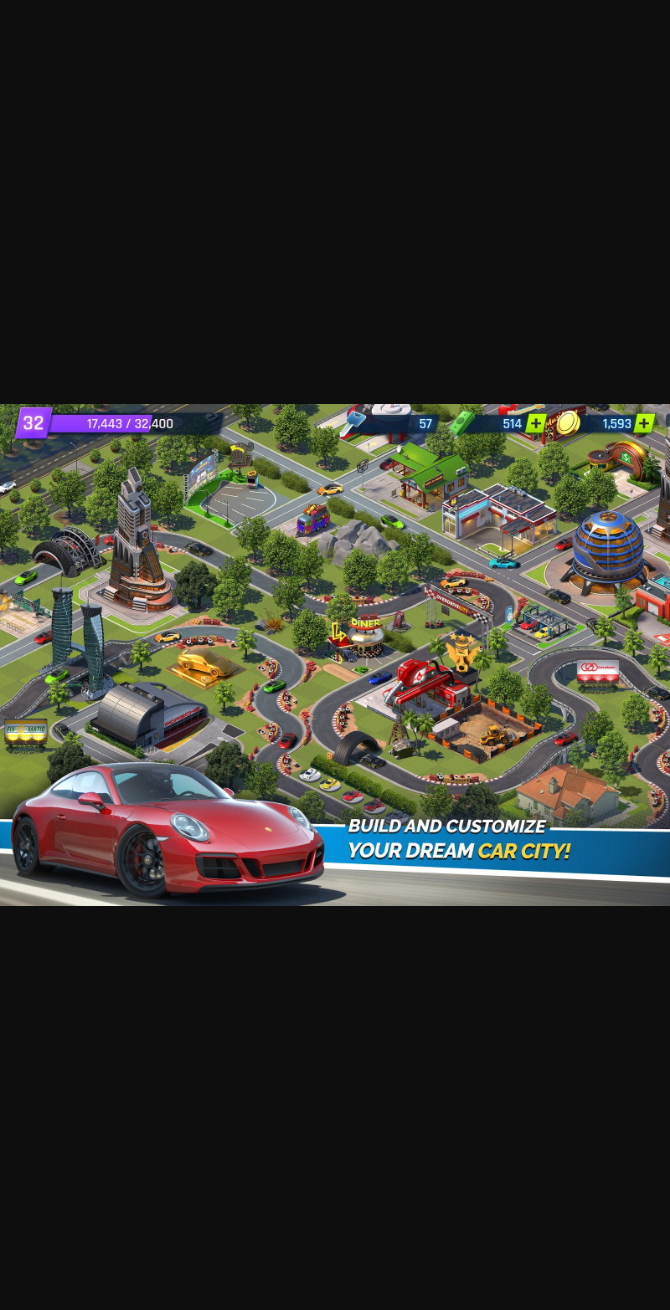 32
17,443 / 32,400
57
514
1,593
DINER
BUILD AND CUSTOMIZE
YOUR DREAM CAR CITY!